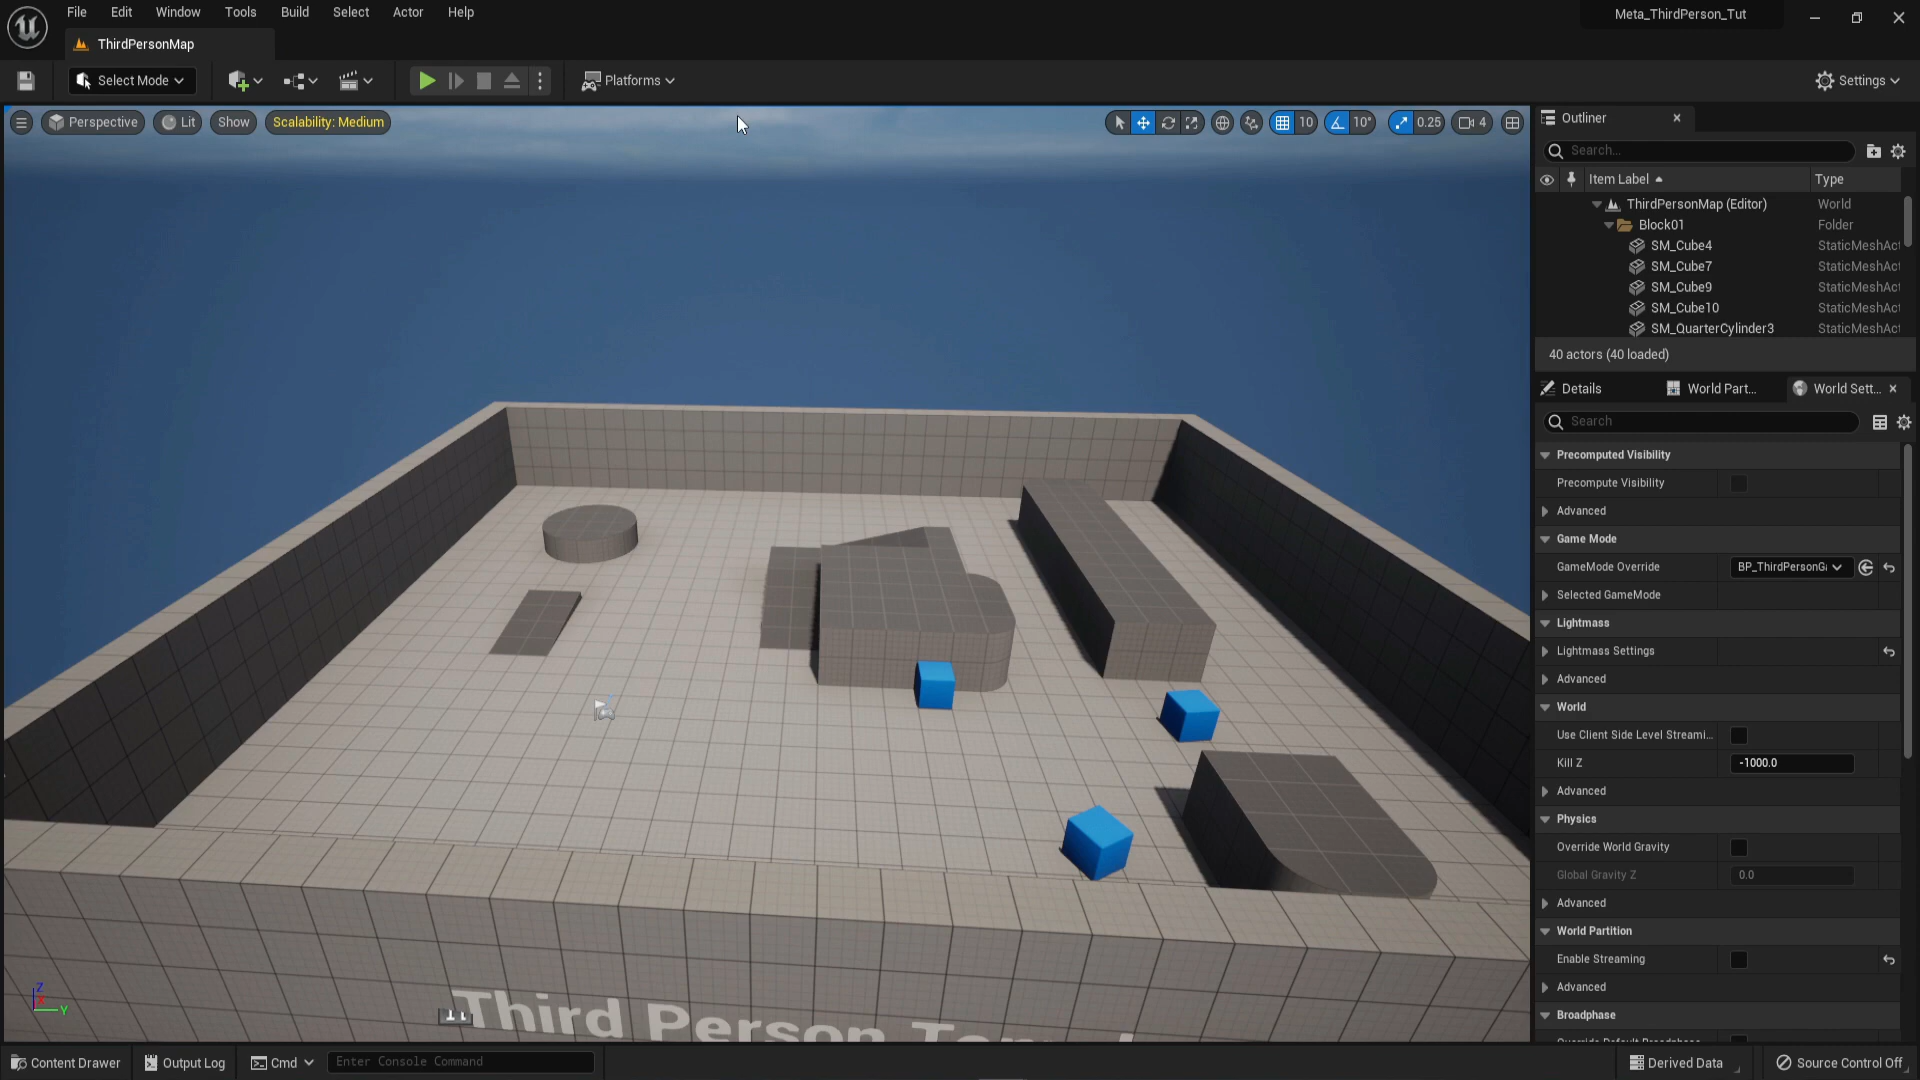 File Edit Window Tools Build Select Actor Help
Meta_ThirdPerson_Tut
ThirdPersonMap
Select Mode
Platforms
Settings
Perspective Lit Show Scalability: Medium
10 10° 0.25 4
Outliner
Search...
Item Label Type
ThirdPersonMap (Editor) World
Block01 Folder
SM_Cube4 StaticMeshAct
SM_Cube7 StaticMeshAct
SM_Cube9 StaticMeshAct
SM_Cube10 StaticMeshAct
SM_QuarterCylinder3 StaticMeshAct
40 actors (40 loaded)
Details World Part... World Sett...
Search
Precomputed Visibility
Precompute Visibility
Advanced
Game Mode
GameMode Override BP_ThirdPersonGa
Selected GameMode
Lightmass
Lightmass Settings
Advanced
World
Use Client Side Level Streami...
Kill Z -1000.0
Advanced
Physics
Override World Gravity
Global Gravity Z 0.0
Advanced
World Partition
Enable Streaming
Advanced
Broadphase
Third Person
Z
X
Y
Content Drawer Output Log Cmd Enter Console Command
Derived Data Source Control Off